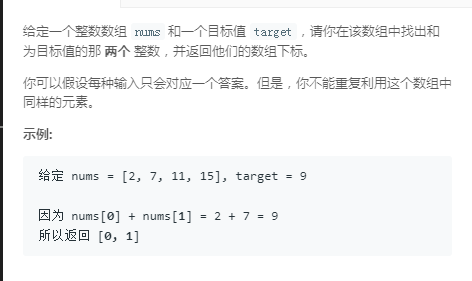 给定一个整数数组 nums 和一个目标值 target，请你在该数组中找出和
为目标值的那 两个 整数，并返回他们的数组下标。
你可以假设每种输入只会对应一个答案。但是，你不能重复利用这个数组中
同样的元素。
示例:
给定 nums = [2, 7, 11, 15], target = 9
因为 nums[0] + nums[1] = 2 + 7 = 9
所以返回 [0, 1]